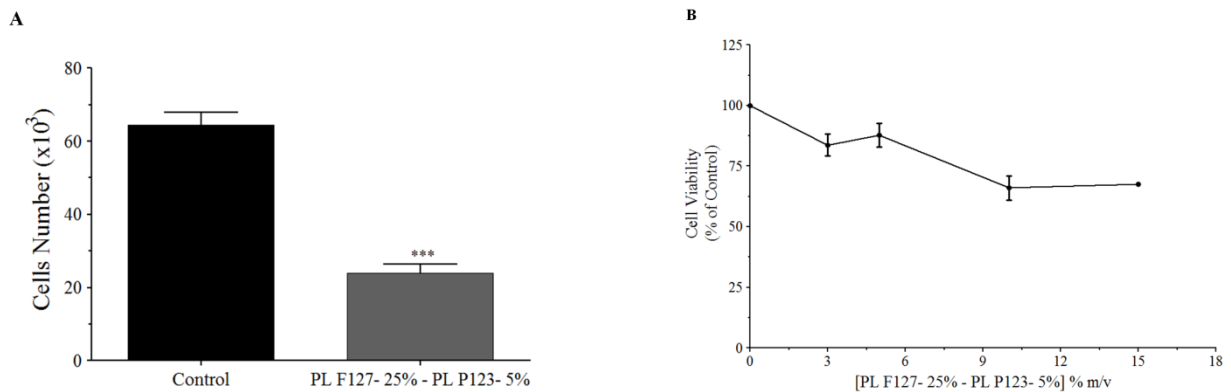 A
Cells Number (x10³)
80
60
40
20
0
***
Control
PL F127- 25% - PL P123- 5%
B
Cell Viability
(% of Control)
125
100
75
50
25
0
0
3
6
9
12
15
18
[PL F127- 25% - PL P123- 5%] % m/v